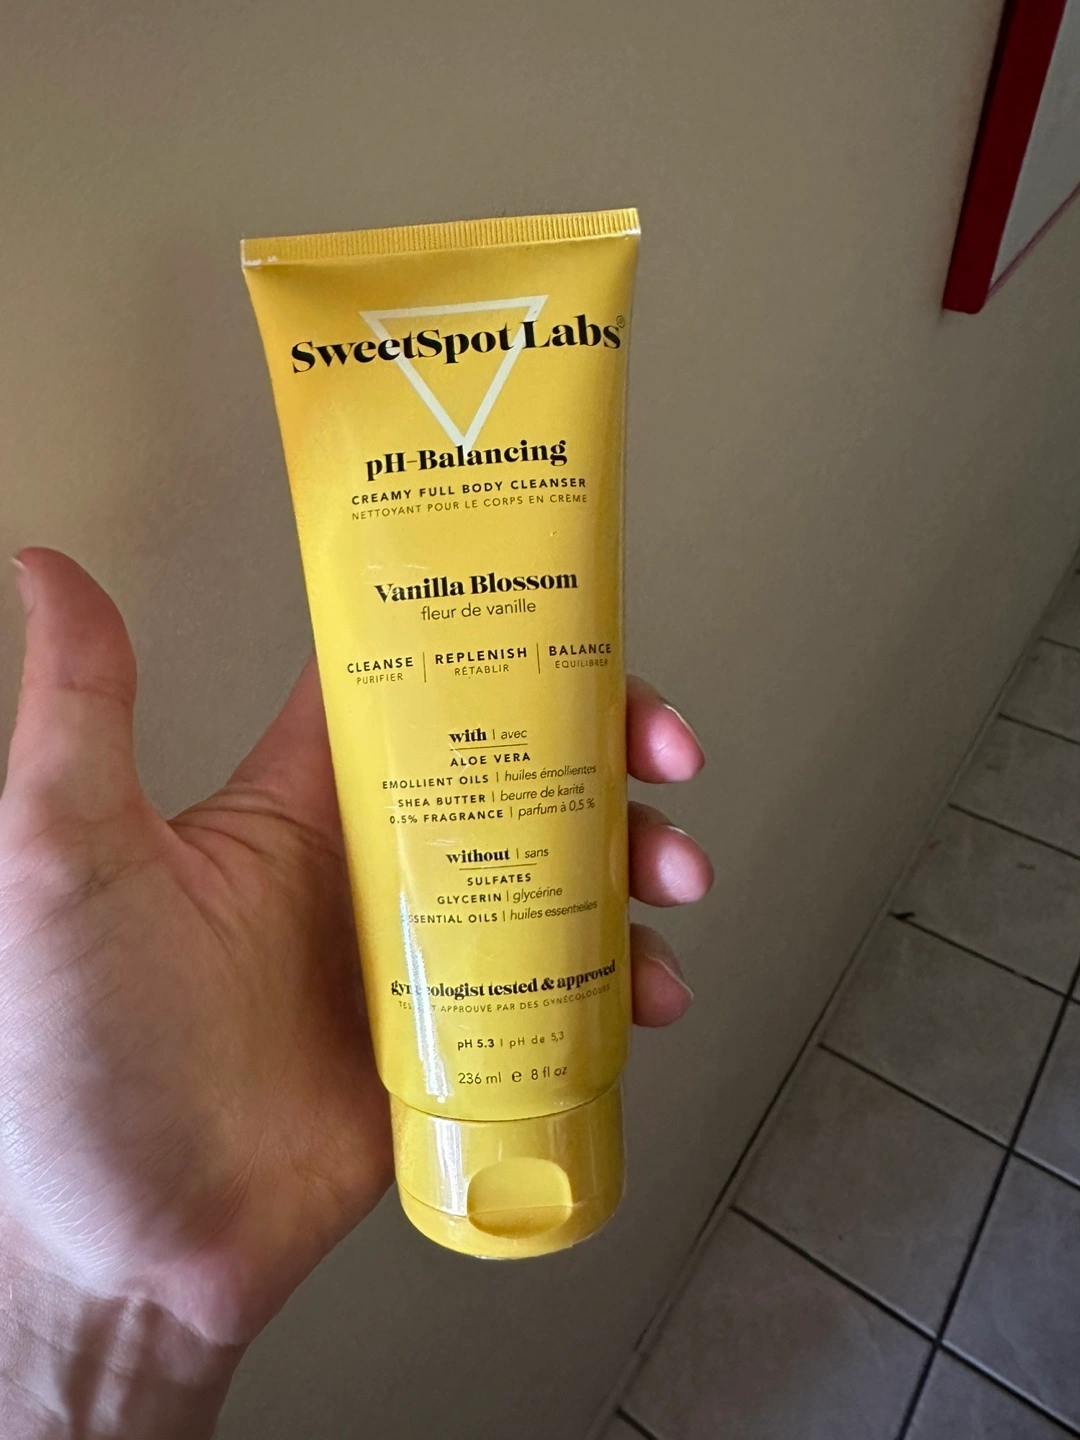 SweetSpot Labs®
pH-Balancing
CREAMY FULL BODY CLEANSER
NETTOYANT POUR LE CORPS EN CRÈME
Vanilla Blossom
fleur de vanille
CLEANSE | REPLENISH | BALANCE
PURIFIER | RÉTABLIR | ÉQUILIBRER
with | avec
ALOE VERA
EMOLLIENT OILS | huiles émollientes
SHEA BUTTER | beurre de karité
0.5% FRAGRANCE | parfum à 0,5 %
without | sans
SULFATES
GLYCERIN | glycérine
ESSENTIAL OILS | huiles essentielles
gynecologist tested & approved
APPROUVÉ PAR DES GYNÉCOLOGUES
pH 5.3 | pH de 5,3
236 ml e 8 fl oz